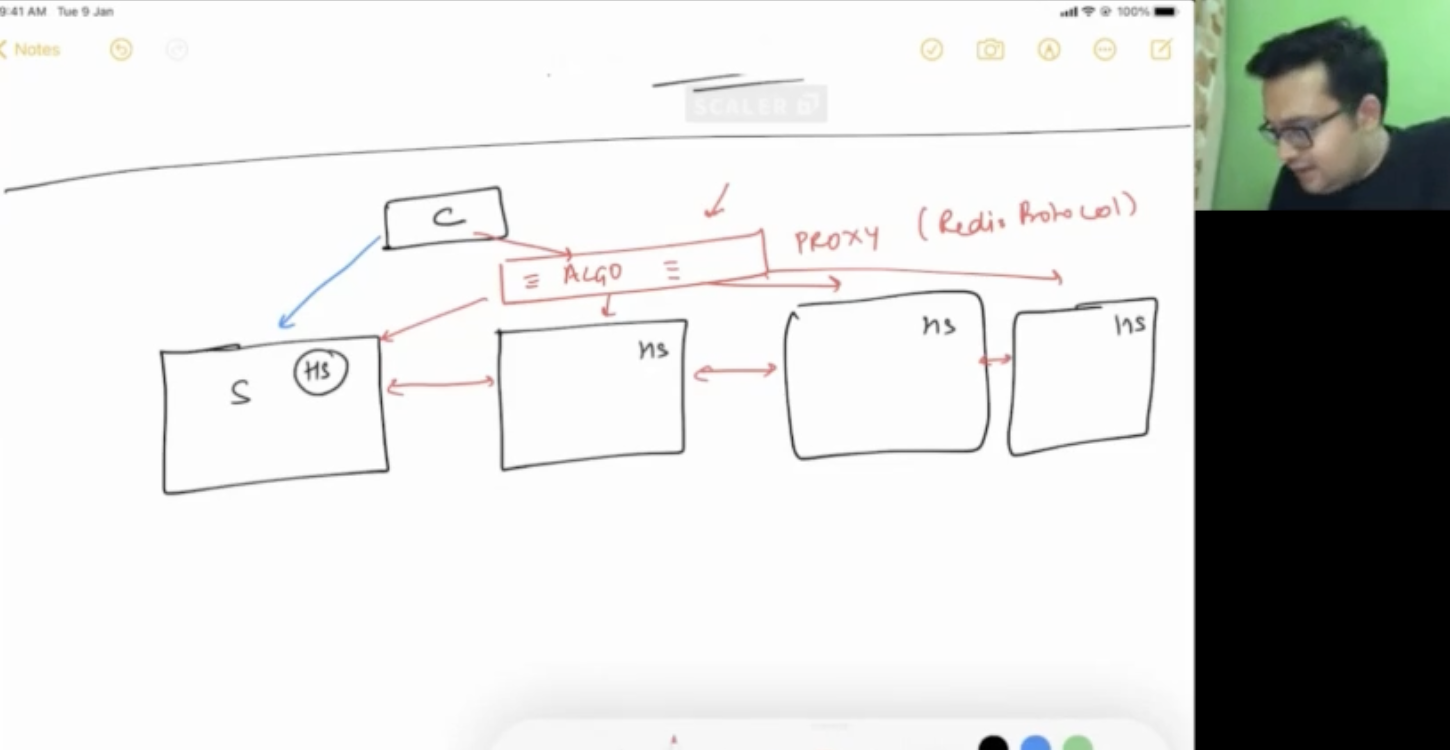 9:41 AM Tue 9 Jan
100%
Notes
SCALER
C
PROXY (Redis Protocol)
≡ ALGO ≡
S
HS
hs
hs
hs